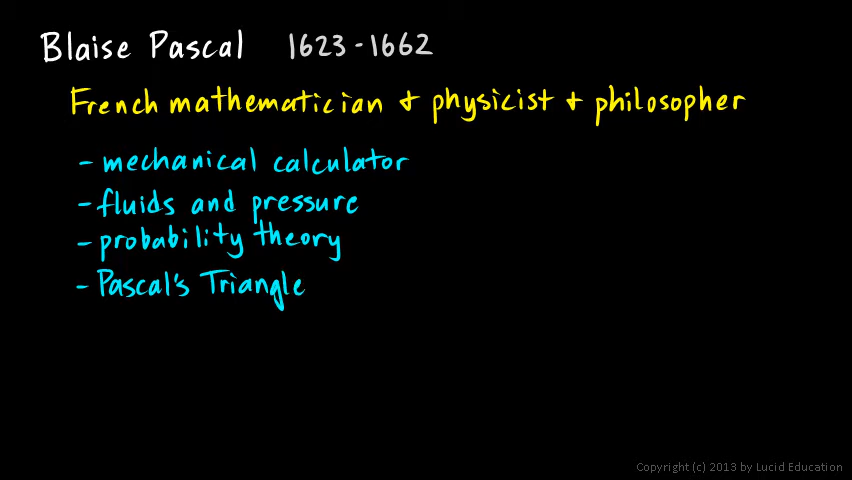 Blaise Pascal 1623-1662
French mathematician + physicist + philosopher
- mechanical calculator
- fluids and pressure
- probability theory
- Pascal's Triangle
Copyright (c) 2013 by Lucid Education